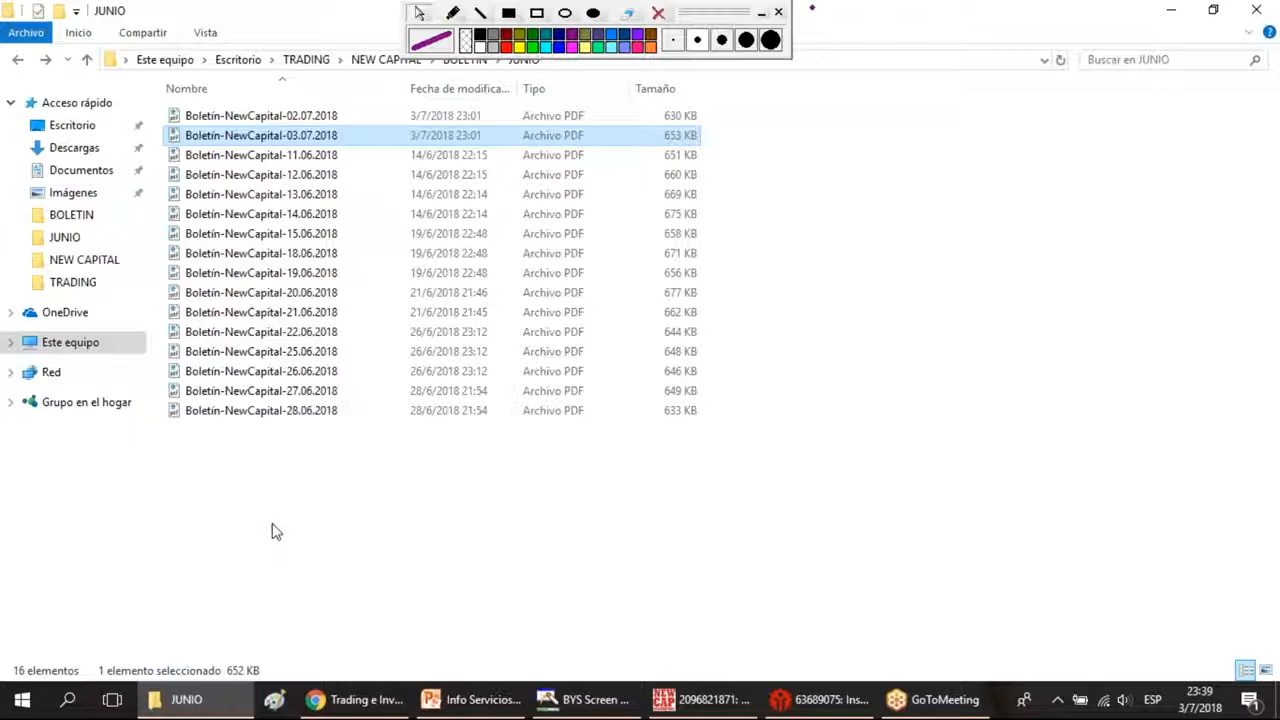 JUNIO
Archivo Inicio Compartir Vista
Este equipo Escritorio TRADING NEW CAPITAL BOLETIN JUNIO Buscar en JUNIO
Nombre Fecha de modifica... Tipo Tamaño
Acceso rápido
Escritorio
Descargas
Documentos
Imágenes
BOLETIN
JUNIO
NEW CAPITAL
TRADING
OneDrive
Este equipo
Red
Grupo en el hogar
Boletín-NewCapital-02.07.2018 3/7/2018 23:01 Archivo PDF 630 KB
Boletín-NewCapital-03.07.2018 3/7/2018 23:01 Archivo PDF 653 KB
Boletín-NewCapital-11.06.2018 14/6/2018 22:15 Archivo PDF 651 KB
Boletín-NewCapital-12.06.2018 14/6/2018 22:15 Archivo PDF 660 KB
Boletín-NewCapital-13.06.2018 14/6/2018 22:14 Archivo PDF 669 KB
Boletín-NewCapital-14.06.2018 14/6/2018 22:14 Archivo PDF 675 KB
Boletín-NewCapital-15.06.2018 19/6/2018 22:48 Archivo PDF 658 KB
Boletín-NewCapital-18.06.2018 19/6/2018 22:48 Archivo PDF 671 KB
Boletín-NewCapital-19.06.2018 19/6/2018 22:48 Archivo PDF 656 KB
Boletín-NewCapital-20.06.2018 21/6/2018 21:46 Archivo PDF 677 KB
Boletín-NewCapital-21.06.2018 21/6/2018 21:45 Archivo PDF 662 KB
Boletín-NewCapital-22.06.2018 26/6/2018 23:12 Archivo PDF 644 KB
Boletín-NewCapital-25.06.2018 26/6/2018 23:12 Archivo PDF 648 KB
Boletín-NewCapital-26.06.2018 26/6/2018 23:12 Archivo PDF 646 KB
Boletín-NewCapital-27.06.2018 28/6/2018 21:54 Archivo PDF 649 KB
Boletín-NewCapital-28.06.2018 28/6/2018 21:54 Archivo PDF 633 KB
16 elementos 1 elemento seleccionado 652 KB
JUNIO Trading e Inv... Info Servicios... BYS Screen ... NEW CAP 2096821871: ... 63689075: Ins... GoToMeeting ESP 23:39
3/7/2018